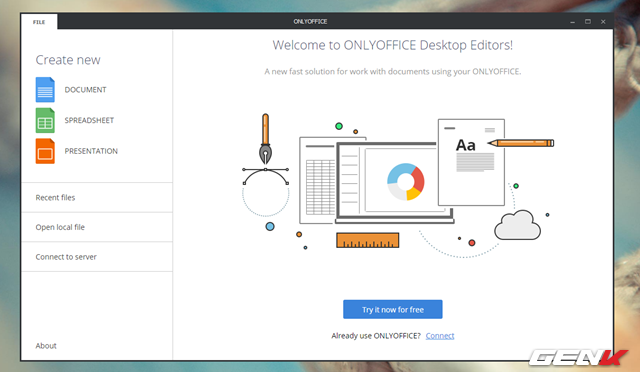 FILE
ONLYOFFICE
Create new
DOCUMENT
SPREADSHEET
PRESENTATION
Recent files
Open local file
Connect to server
About
Welcome to ONLYOFFICE Desktop Editors!
A new fast solution for work with documents using your ONLYOFFICE.
Aa
Try it now for free
Already use ONLYOFFICE? Connect
GENK